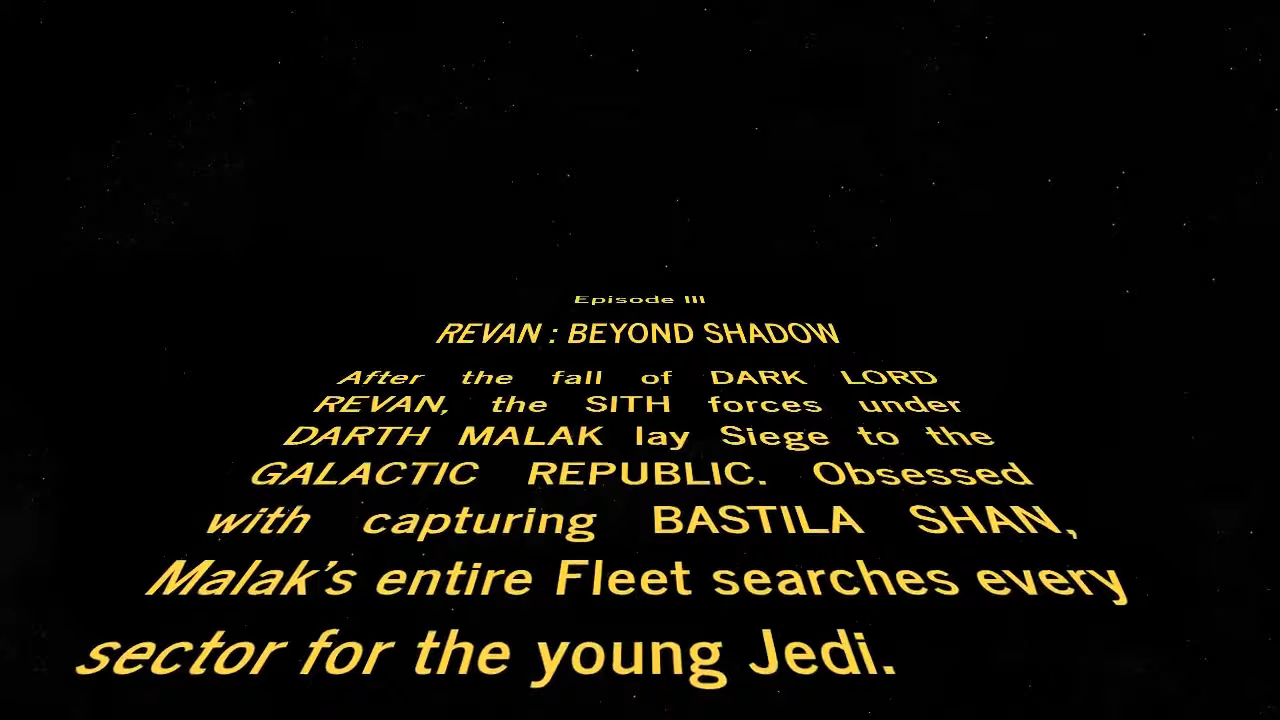 Episode III
REVAN : BEYOND SHADOW
After the fall of DARK LORD
REVAN, the SITH forces under
DARTH MALAK lay Siege to the
GALACTIC REPUBLIC. Obsessed
with capturing BASTILA SHAN,
Malak’s entire Fleet searches every
sector for the young Jedi.